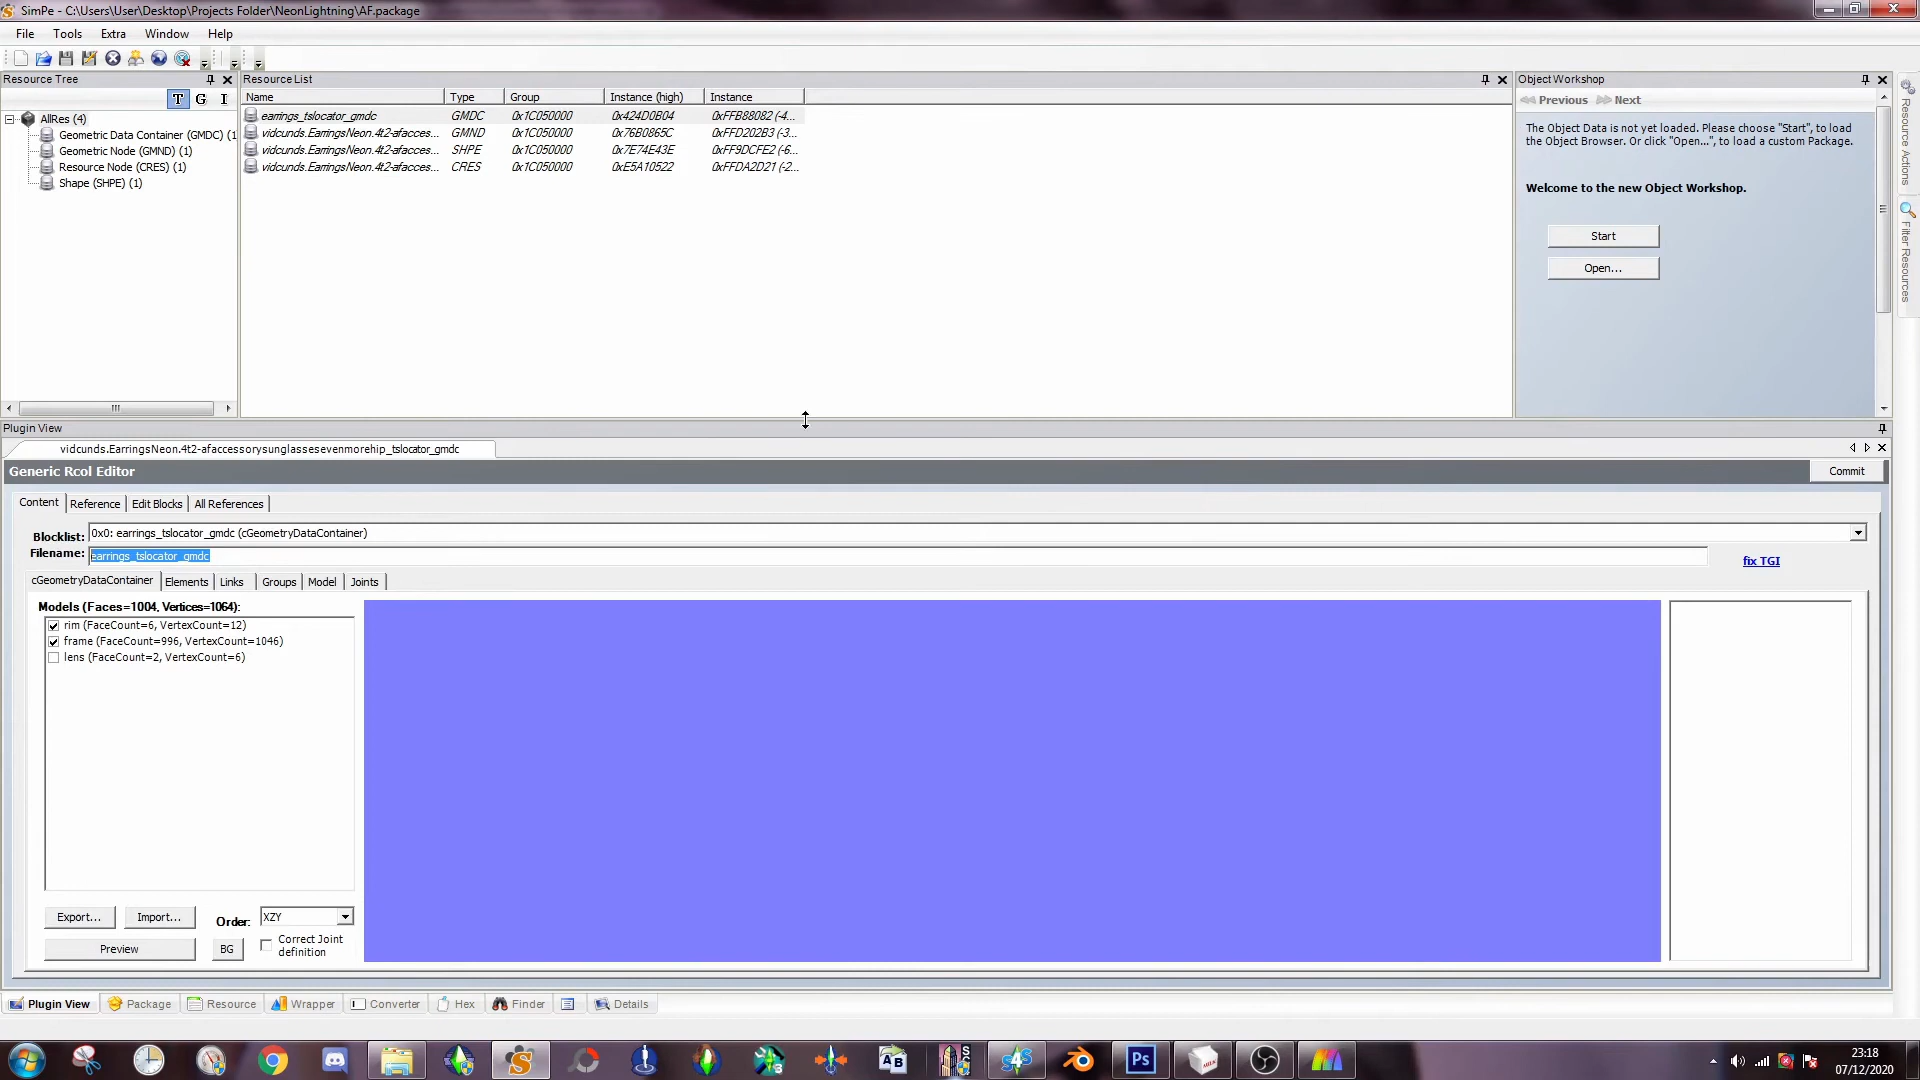 SimPe - C:\Users\User\Desktop\Projects Folder\NeonLightning\AF.package
File Tools Extra Window Help
Resource Tree
T G I
AllRes (4)
Geometric Data Container (GMDC) (1
Geometric Node (GMND) (1)
Resource Node (CRES) (1)
Shape (SHPE) (1)
Resource List
Name Type Group Instance (high) Instance
earrings_tslocator_gmdc GMDC 0x1C050000 0x424D0B04 0xFFB88082 (-4...
vidcunds.EarringsNeon.4t2-afacces... GMND 0x1C050000 0x76B0865C 0xFFD202B3 (-3...
vidcunds.EarringsNeon.4t2-afacces... SHPE 0x1C050000 0x7E74E43E 0xFF9DCFE2 (-6...
vidcunds.EarringsNeon.4t2-afacces... CRES 0x1C050000 0xE5A10522 0xFFDA2D21 (-2...
Object Workshop
Previous Next
The Object Data is not yet loaded. Please choose "Start", to load
the Object Browser. Or click "Open...", to load a custom Package.
Welcome to the new Object Workshop.
Start
Open...
Resource Actions
Filter Resources
Plugin View
vidcunds.EarringsNeon.4t2-afaccessorysunglassesevenmorehip_tslocator_gmdc
Generic Rcol Editor
Commit
Content Reference Edit Blocks All References
Blocklist: 0x0: earrings_tslocator_gmdc (cGeometryDataContainer)
Filename: earrings_tslocator_gmdc
fix TGI
cGeometryDataContainer Elements Links Groups Model Joints
Models (Faces=1004, Vertices=1064):
rim (FaceCount=6, VertexCount=12)
frame (FaceCount=996, VertexCount=1046)
lens (FaceCount=2, VertexCount=6)
Export... Import... Order: XZY
Preview BG Correct Joint
definition
Plugin View Package Resource Wrapper Converter Hex Finder Details
Ps
23:18
07/12/2020